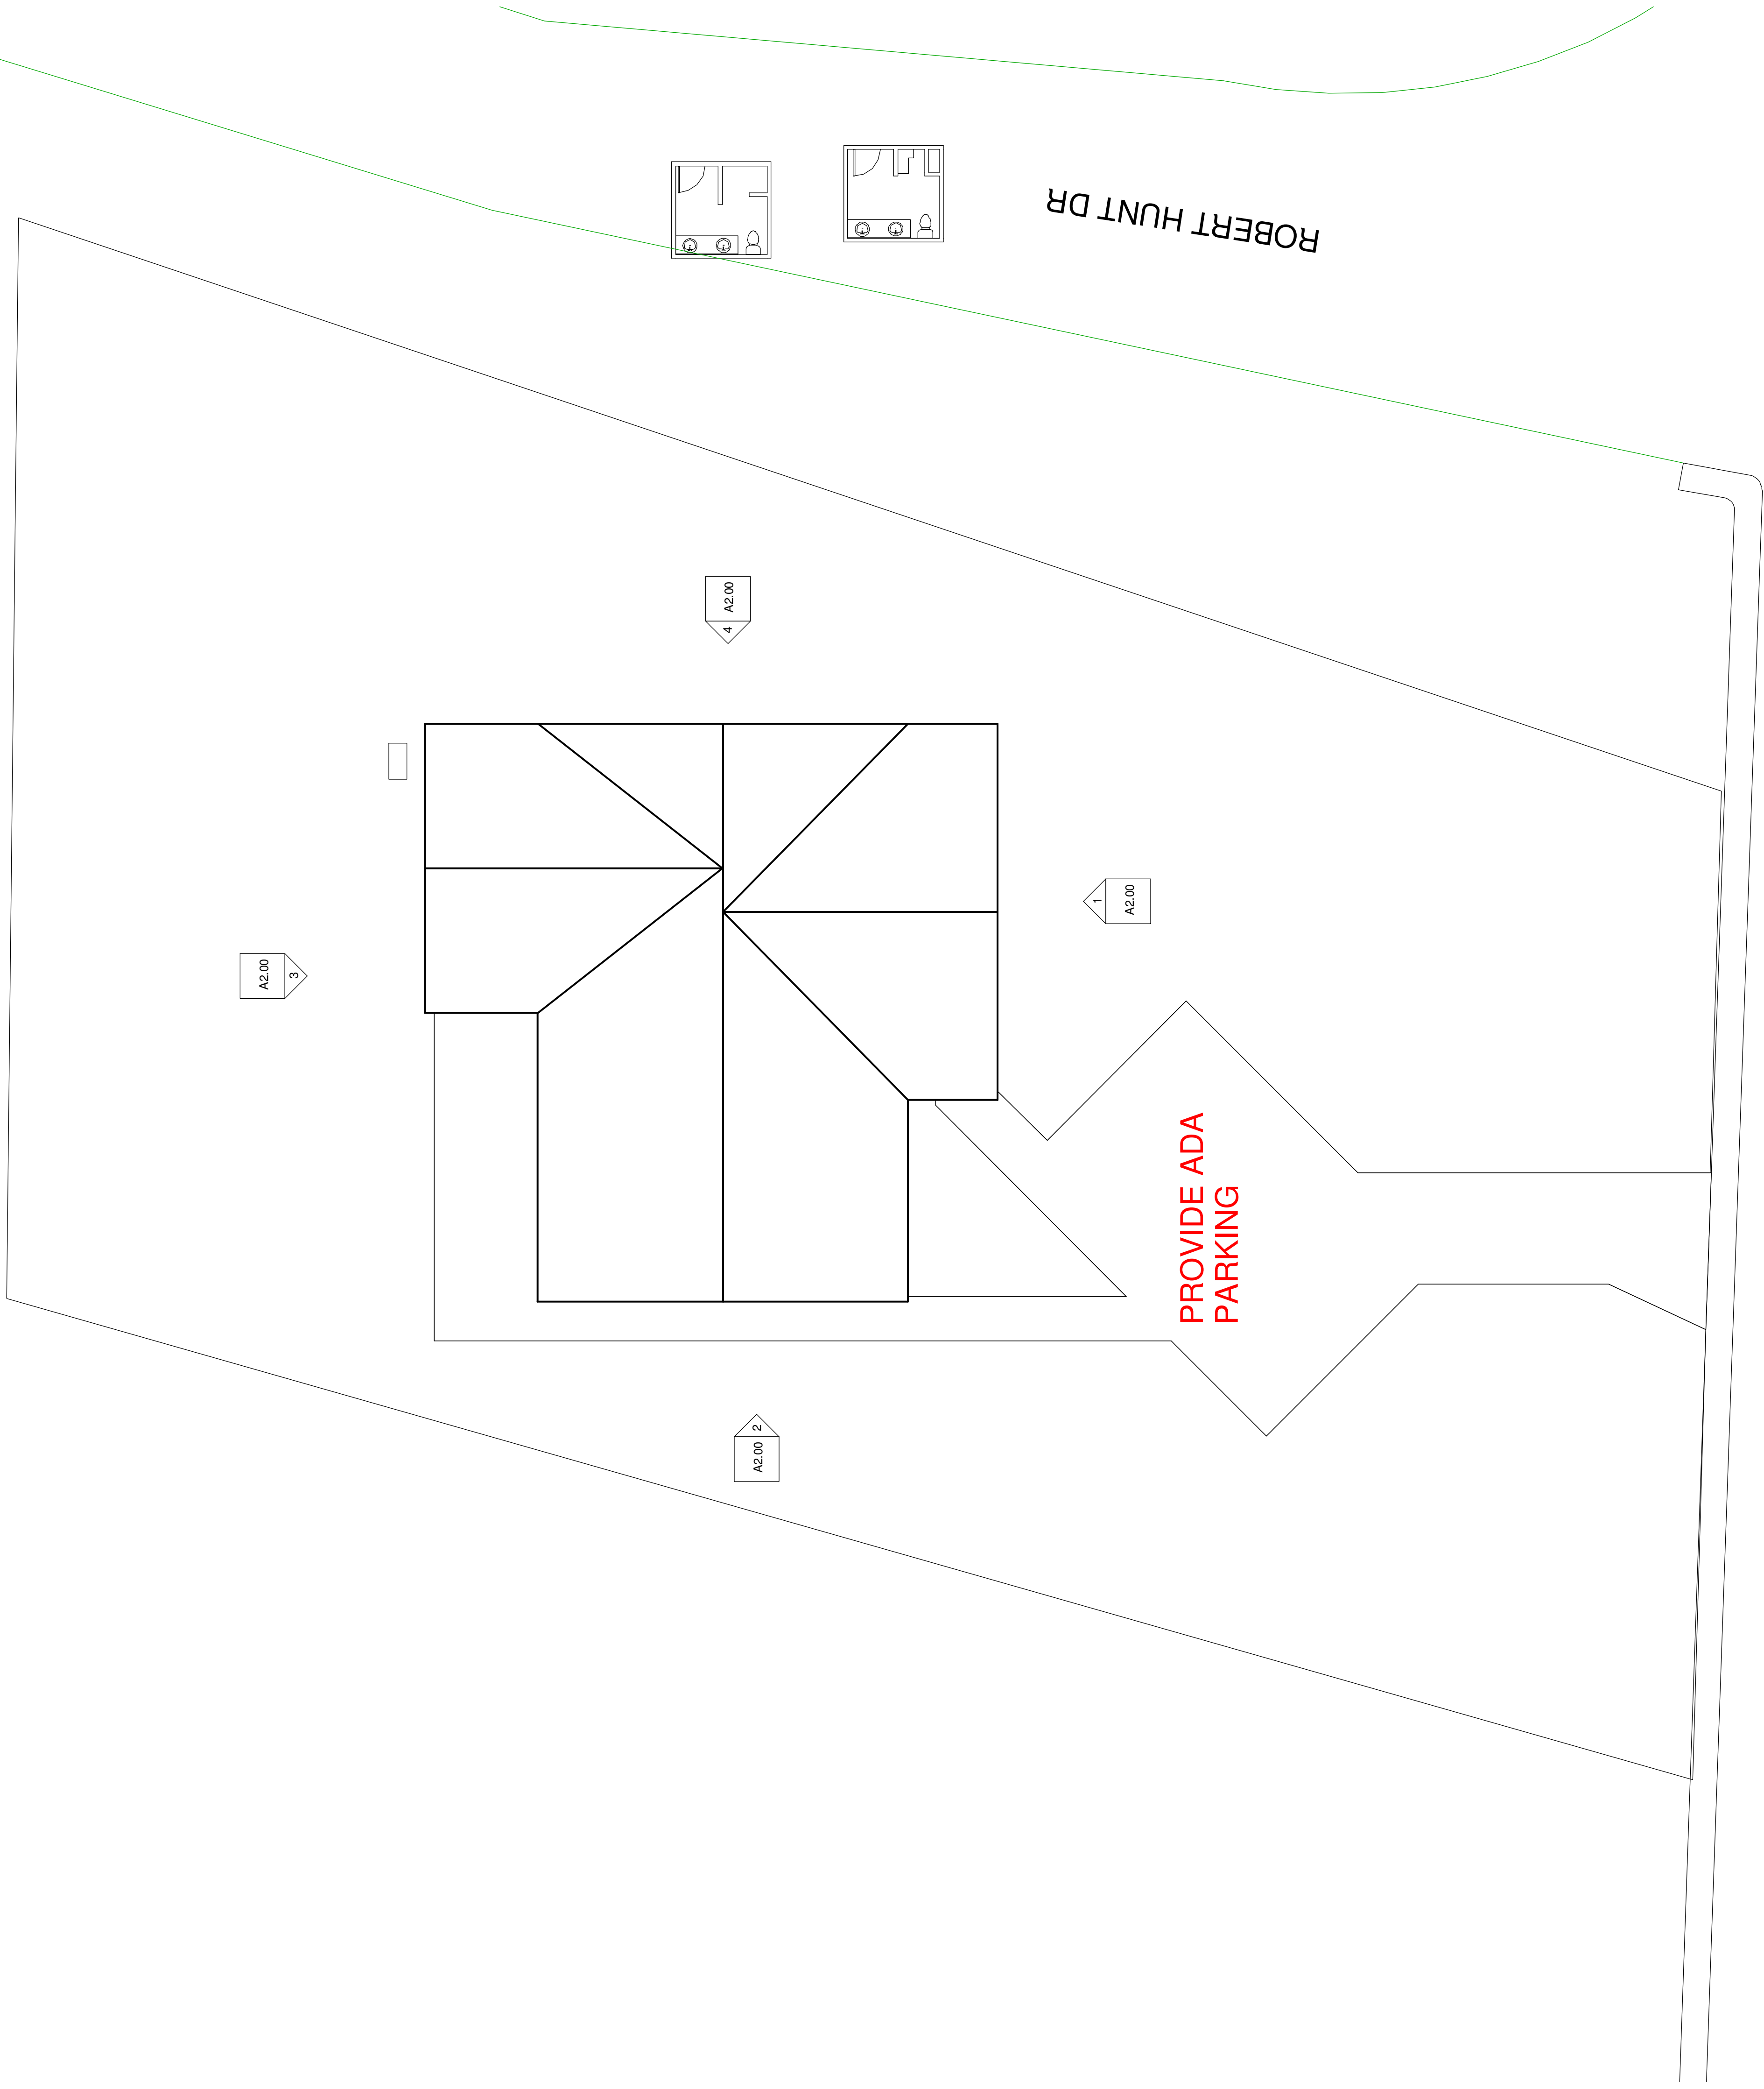 ROBERT HUNT DR
A2.00
4
1
A2.00
A2.00
3
PROVIDE ADA
PARKING
2
A2.00